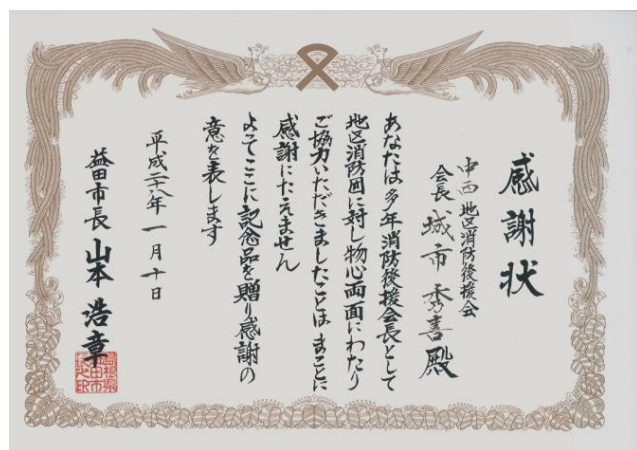 感謝状
中西地区消防後援会
会長 城市秀喜殿
あなたは多年消防後援会長として
地区消防団に対し物心両面にわたり
ご協力いただきましたことはまことに
感謝にたえません
よってここに記念品を贈り感謝の
意を表します
平成二八年一月十日
益田市長 山本浩章